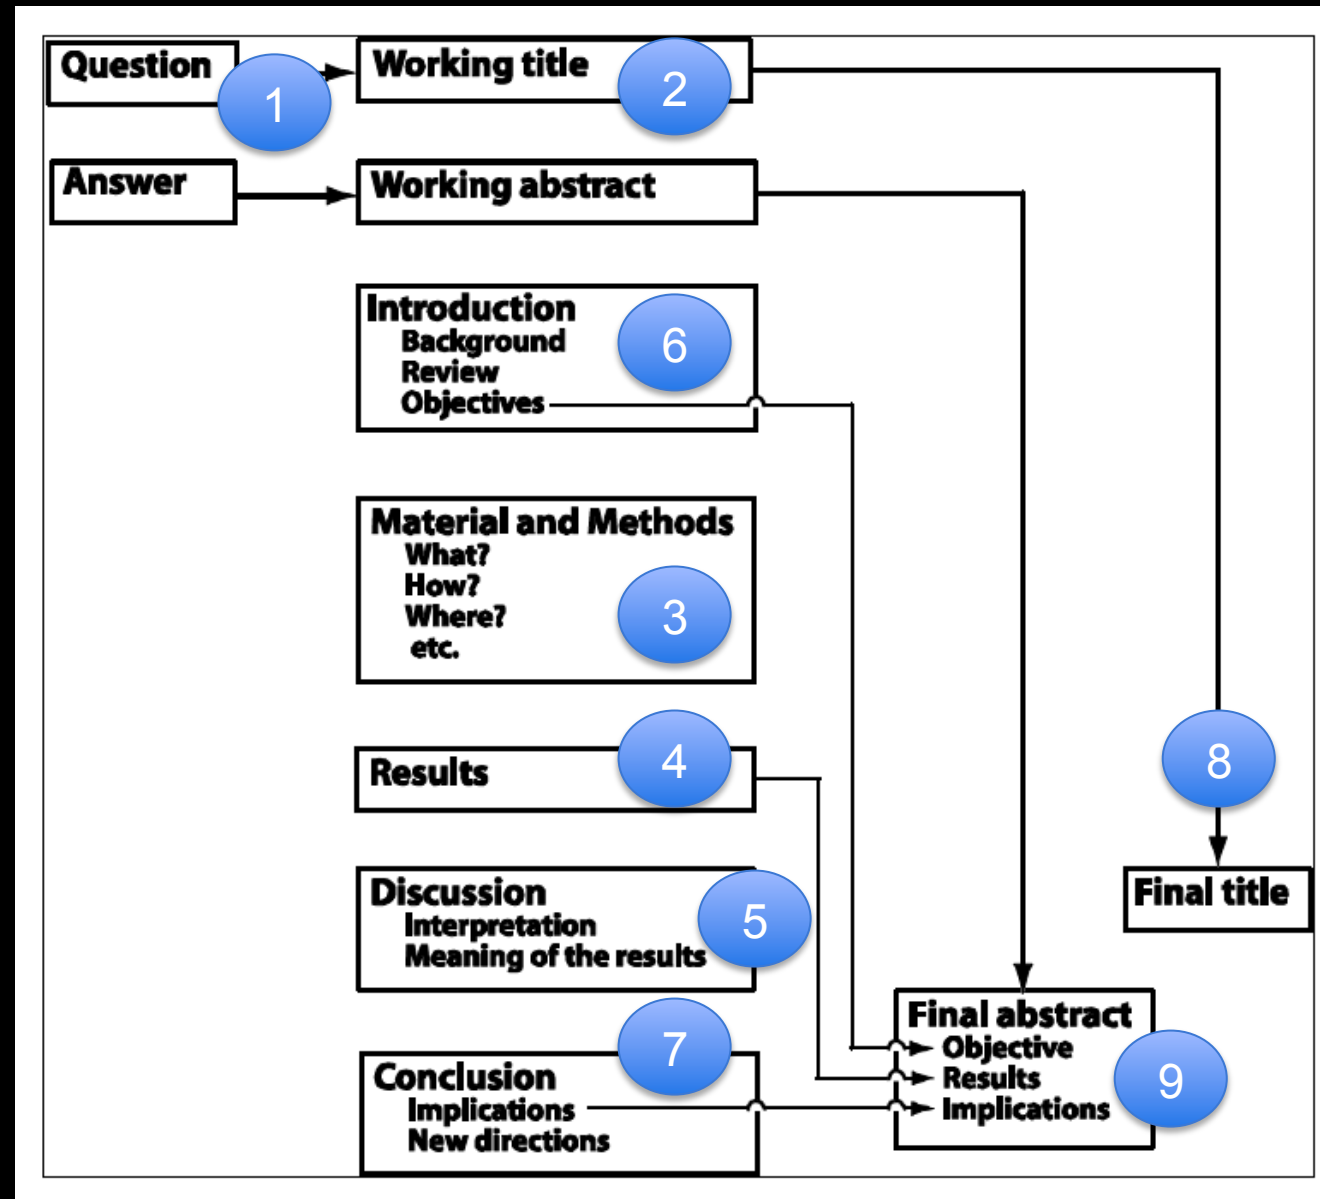 Question
1
Working title
2
Answer
Working abstract
Introduction
Background
Review
Objectives
6
Material and Methods
What?
How?
Where?
etc.
3
Results
4
8
Discussion
Interpretation
Meaning of the results
5
Final title
Conclusion
Implications
New directions
7
Final abstract
Objective
Results
Implications
9